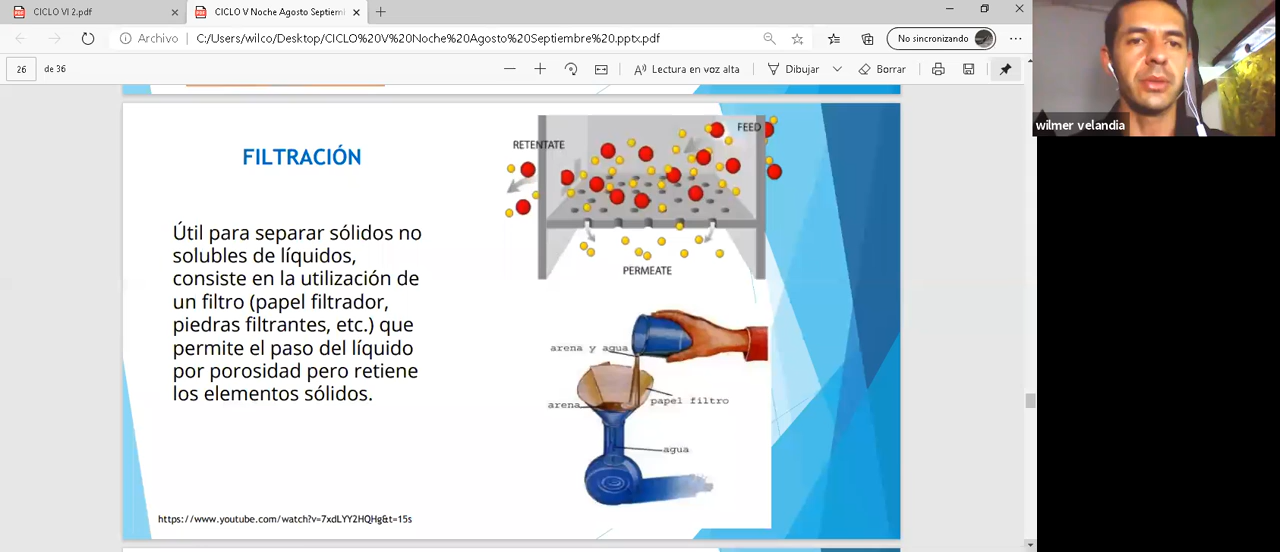 CICLO VI 2.pdf
CICLO V Noche Agosto Septiem
Archivo
C:/Users/wilco/Desktop/CICLO%20V%20Noche%20Agosto%20Septiembre%20.pptx.pdf
No sincronizando
26
de 36
Lectura en voz alta
Dibujar
Borrar
wilmer velandia
FILTRACIÓN
Útil para separar sólidos no
solubles de líquidos,
consiste en la utilización de
un filtro (papel filtrador,
piedras filtrantes, etc.) que
permite el paso del líquido
por porosidad pero retiene
los elementos sólidos.
https://www.youtube.com/watch?v=7xdLYY2HQHg&t=15s
FEED
RETENTATE
PERMEATE
arena y agua
papel filtro
arena
agua